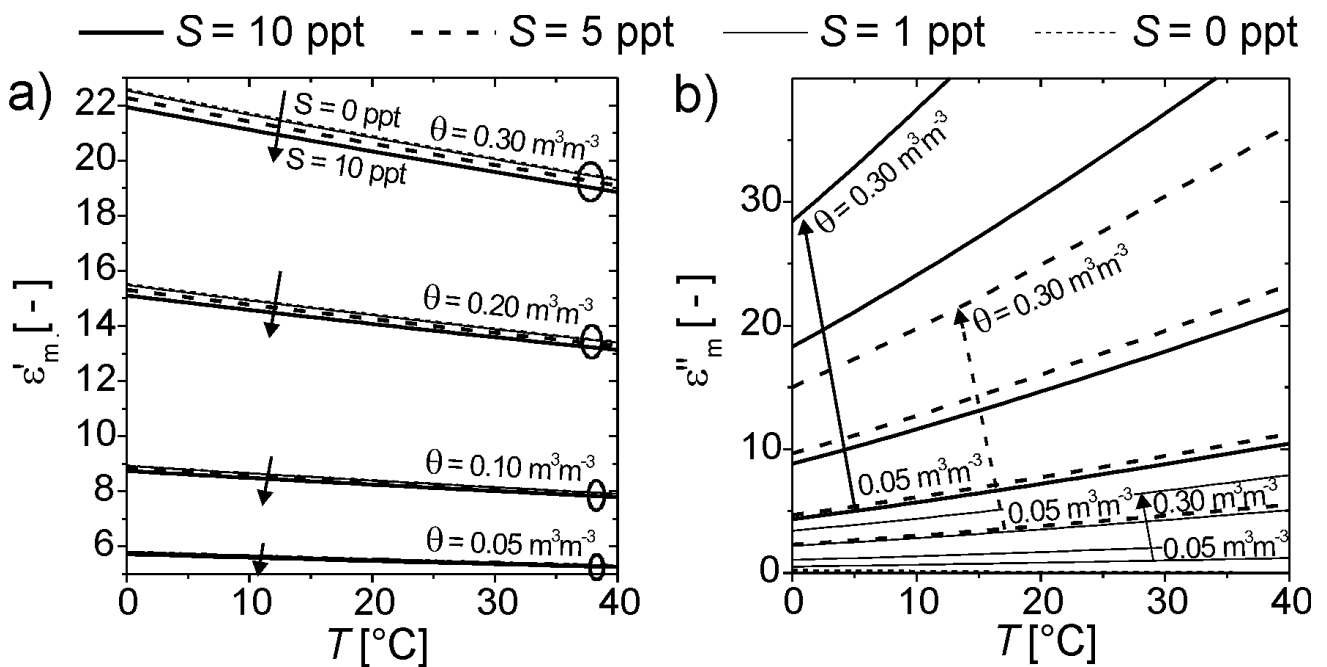 S = 10 ppt S = 5 ppt S = 1 ppt S = 0 ppt
a)
22
20
18
16
14
12
10
8
6
ε'm. [ - ]
S = 0 ppt
S = 10 ppt
θ = 0.30 m³m⁻³
θ = 0.20 m³m⁻³
θ = 0.10 m³m⁻³
θ = 0.05 m³m⁻³
0 10 20 30 40
T [°C]
b)
30
20
10
0
ε''m [ - ]
θ = 0.30 m³m⁻³
θ = 0.30 m³m⁻³
0.05 m³m⁻³
0.05 m³m⁻³
0.30 m³m⁻³
0.05 m³m⁻³
0 10 20 30 40
T [°C]